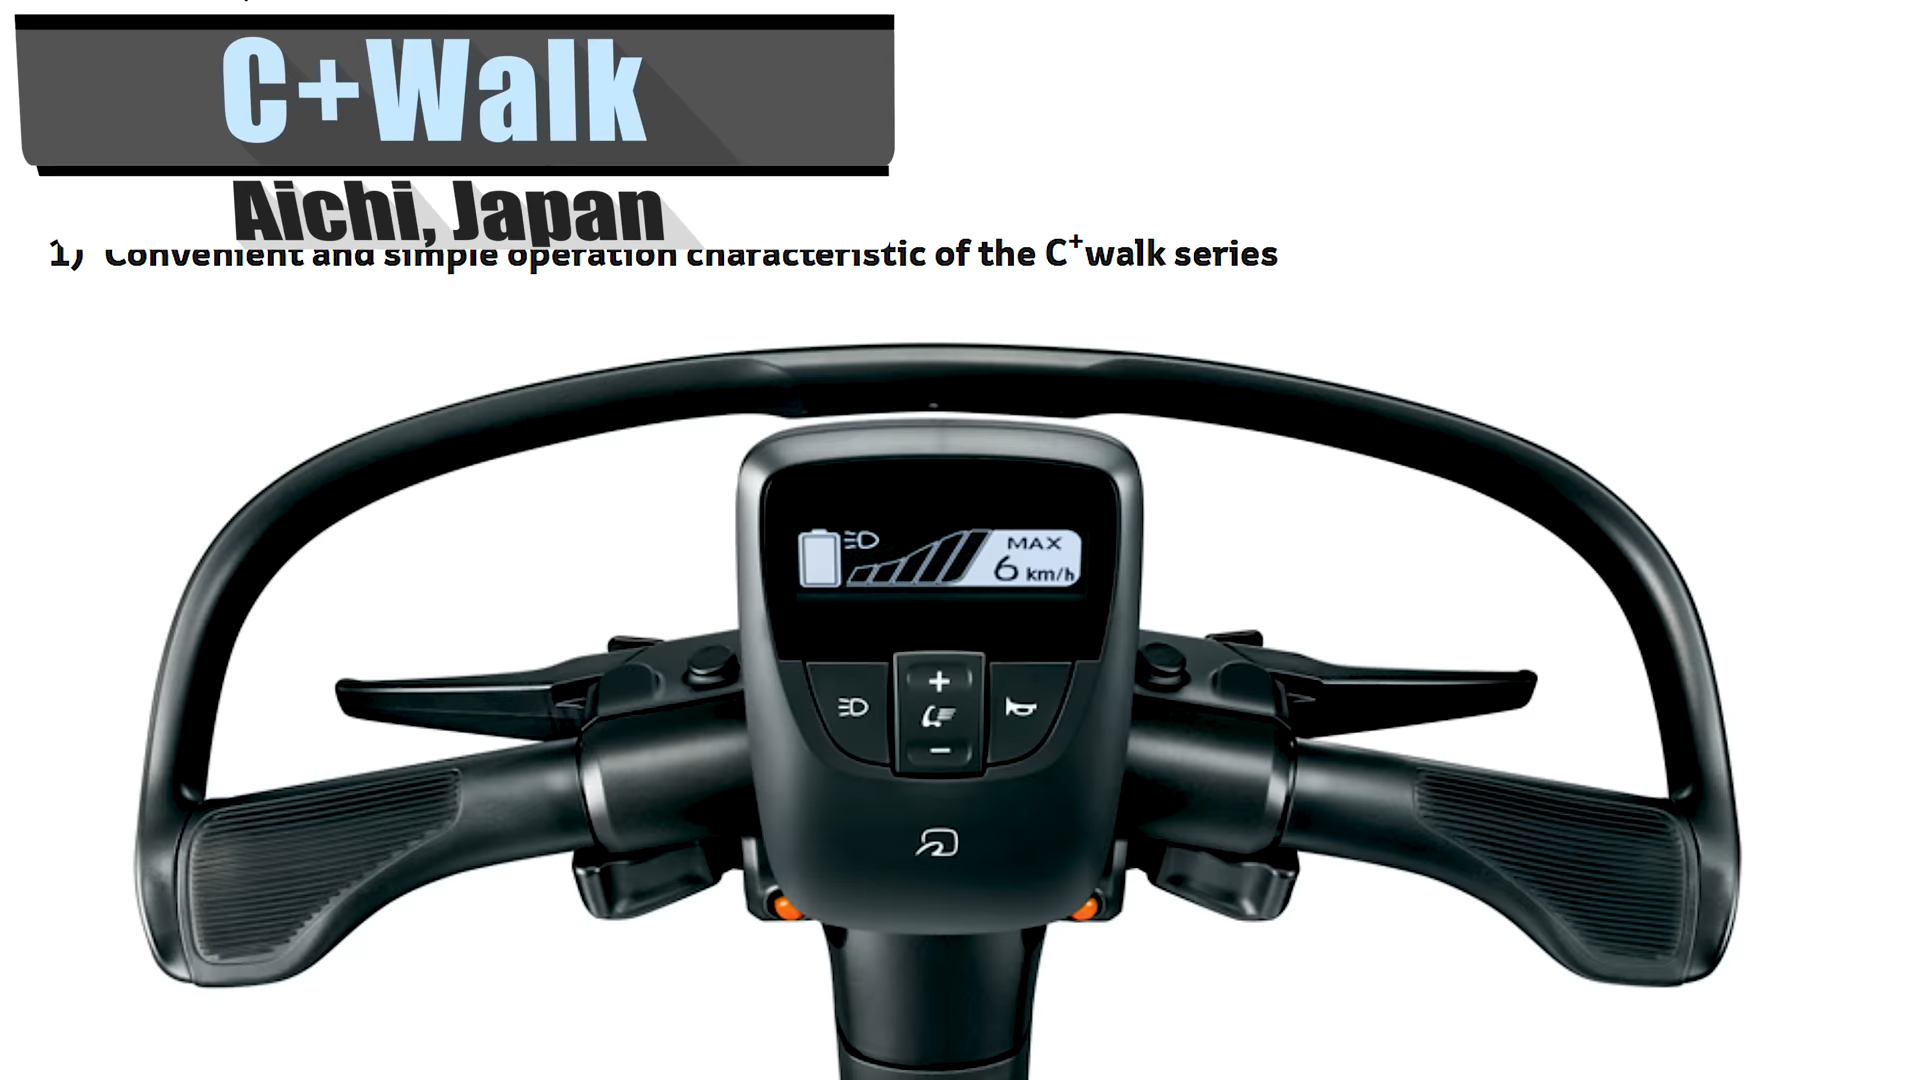 C+Walk
Aichi, Japan
1) Convenient and simple operation characteristic of the C+walk series
MAX
6 km/h
+
−